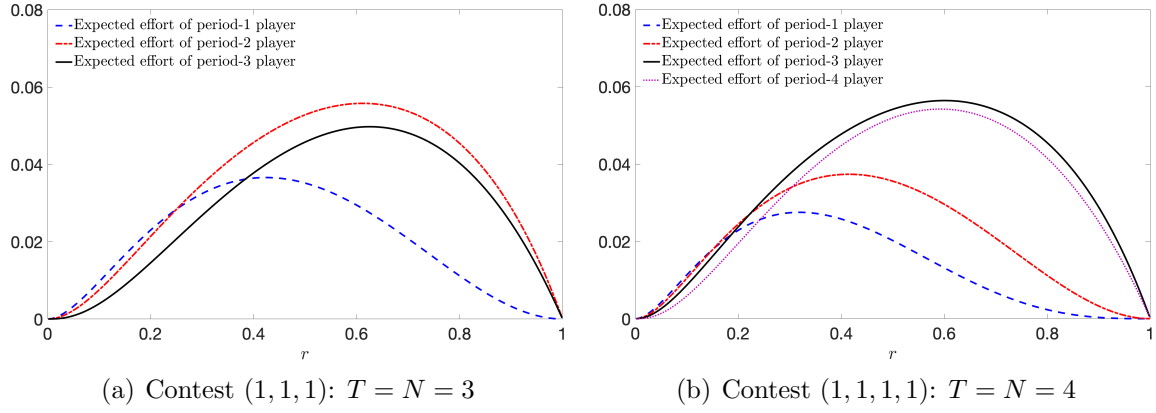 0.08
0.06
0.04
0.02
0
0
0.2
0.4
0.6
0.8
1
r
Expected effort of period-1 player
Expected effort of period-2 player
Expected effort of period-3 player
(a) Contest (1, 1, 1): T = N = 3
0.08
0.06
0.04
0.02
0
0
0.2
0.4
0.6
0.8
1
r
Expected effort of period-1 player
Expected effort of period-2 player
Expected effort of period-3 player
Expected effort of period-4 player
(b) Contest (1, 1, 1, 1): T = N = 4